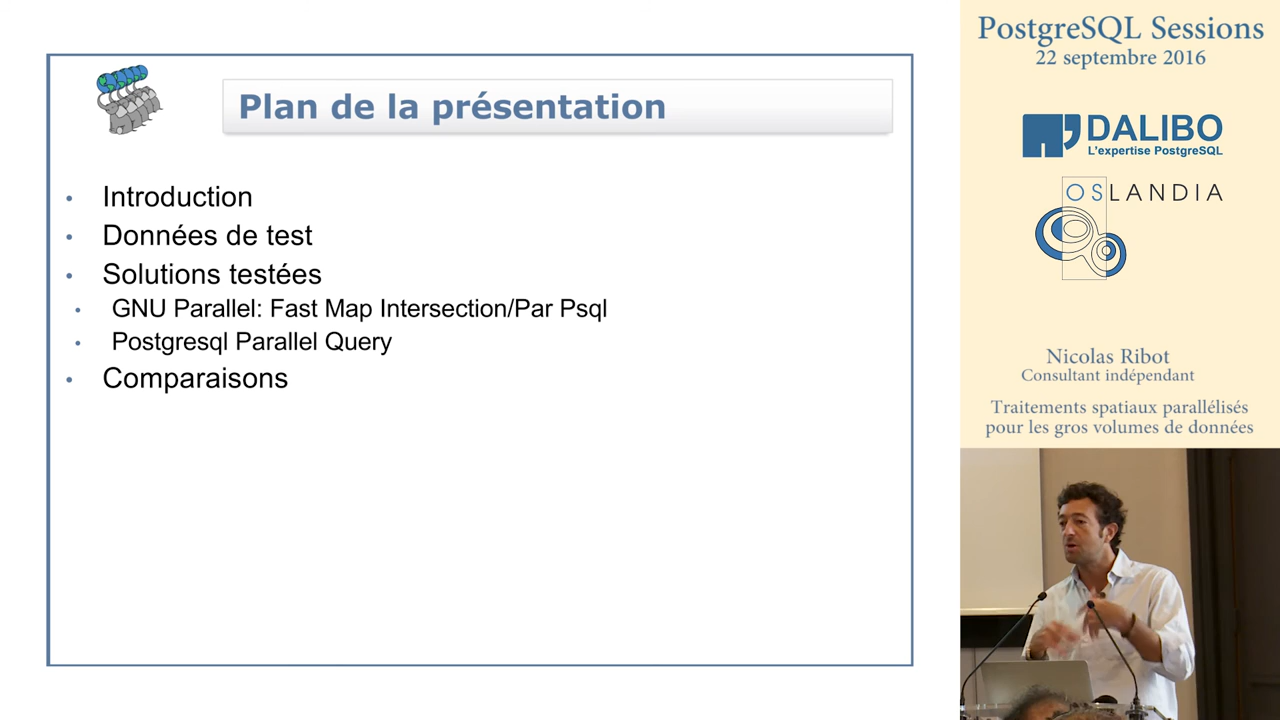 Plan de la présentation
• Introduction
• Données de test
• Solutions testées
• GNU Parallel: Fast Map Intersection/Par Psql
• Postgresql Parallel Query
• Comparaisons
PostgreSQL Sessions
22 septembre 2016
DALIBO
L'expertise PostgreSQL
OSLANDIA
Nicolas Ribot
Consultant indépendant
Traitements spatiaux parallélisés
pour les gros volumes de données